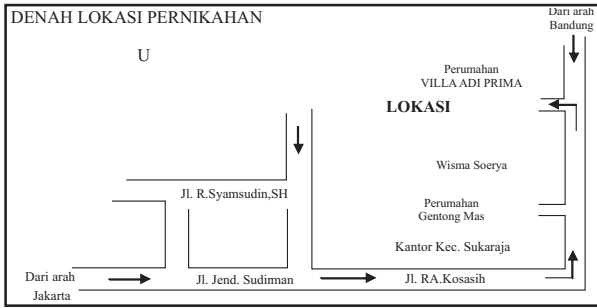 DENAH LOKASI PERNIKAHAN
Dari arah
Bandung
U
Perumahan
VILLA ADI PRIMA
LOKASI
Wisma Soerya
Jl. R.Syamsudin,SH
Perumahan
Gentong Mas
Kantor Kec. Sukaraja
Dari arah
Jakarta
Jl. Jend. Sudiman
Jl. RA.Kosasih